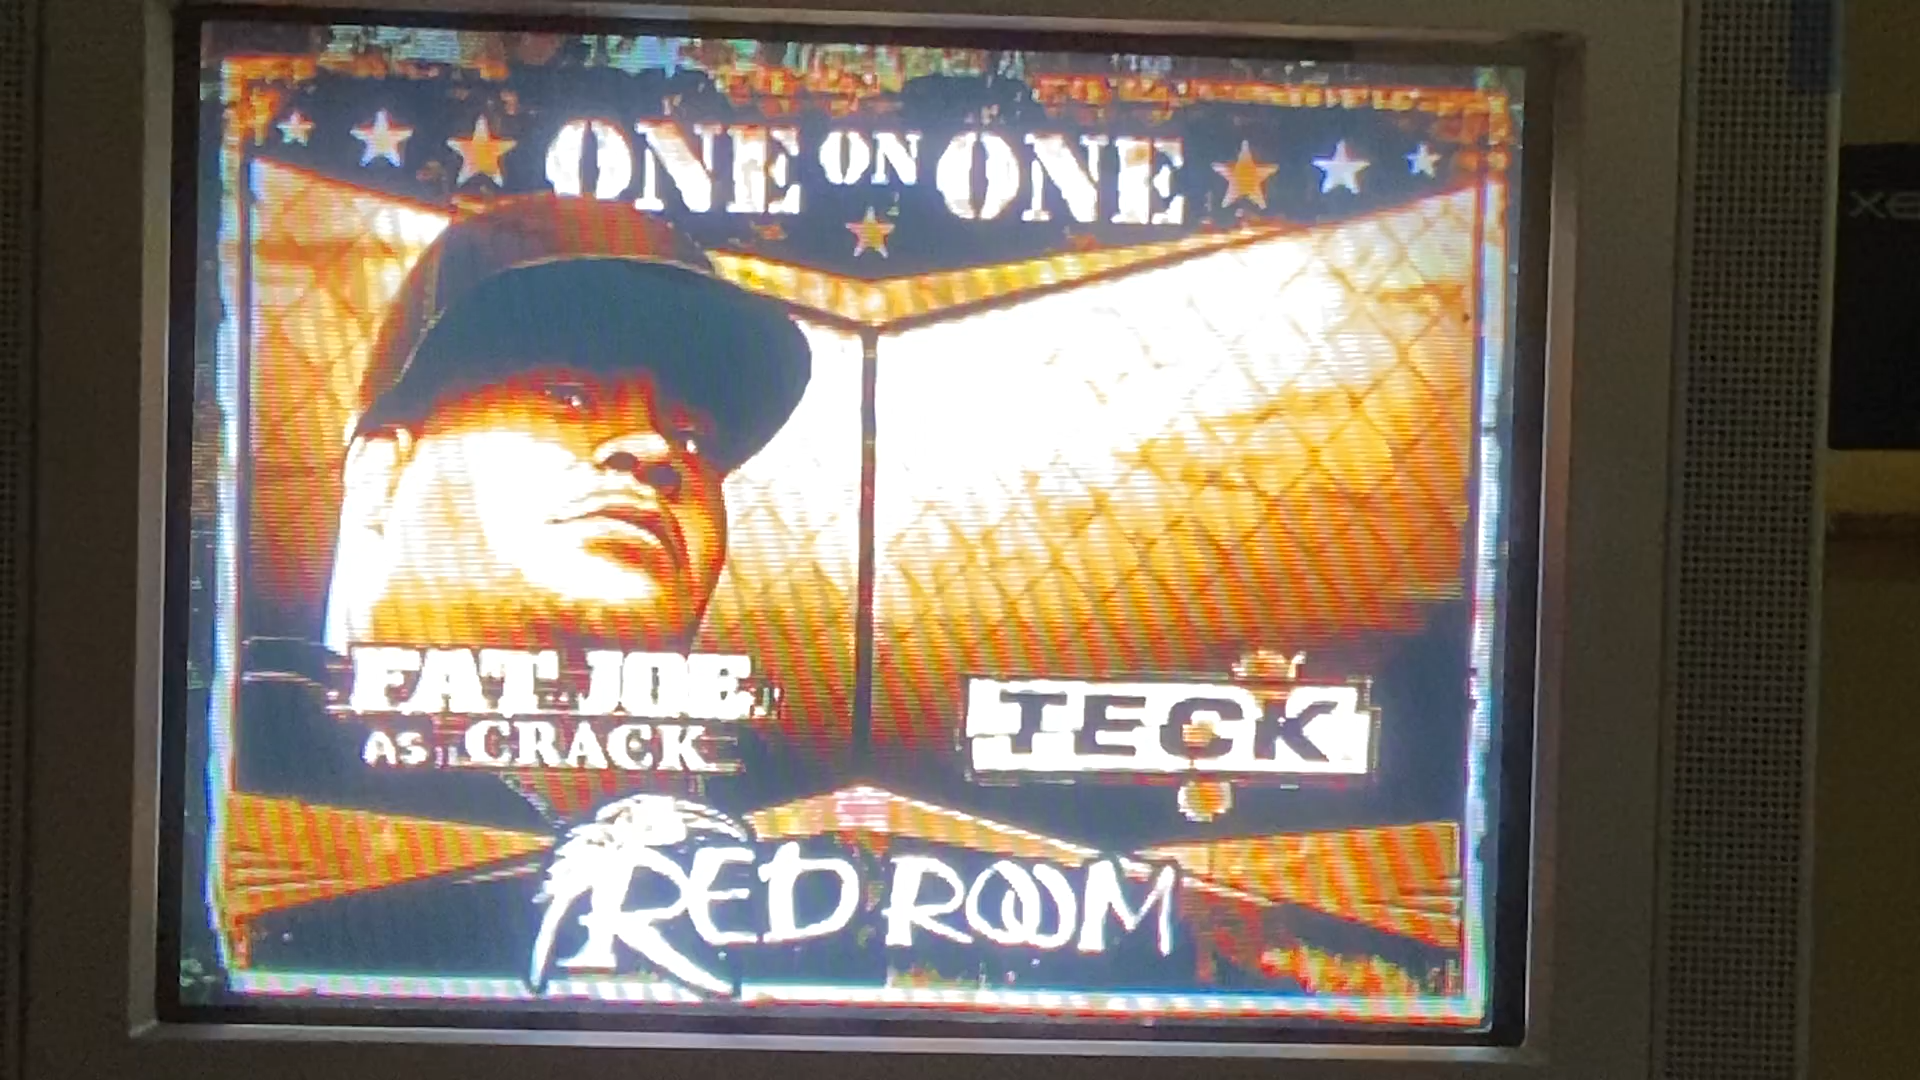 ONE ON ONE
FAT JOE
AS CRACK
TECK
RED ROOM